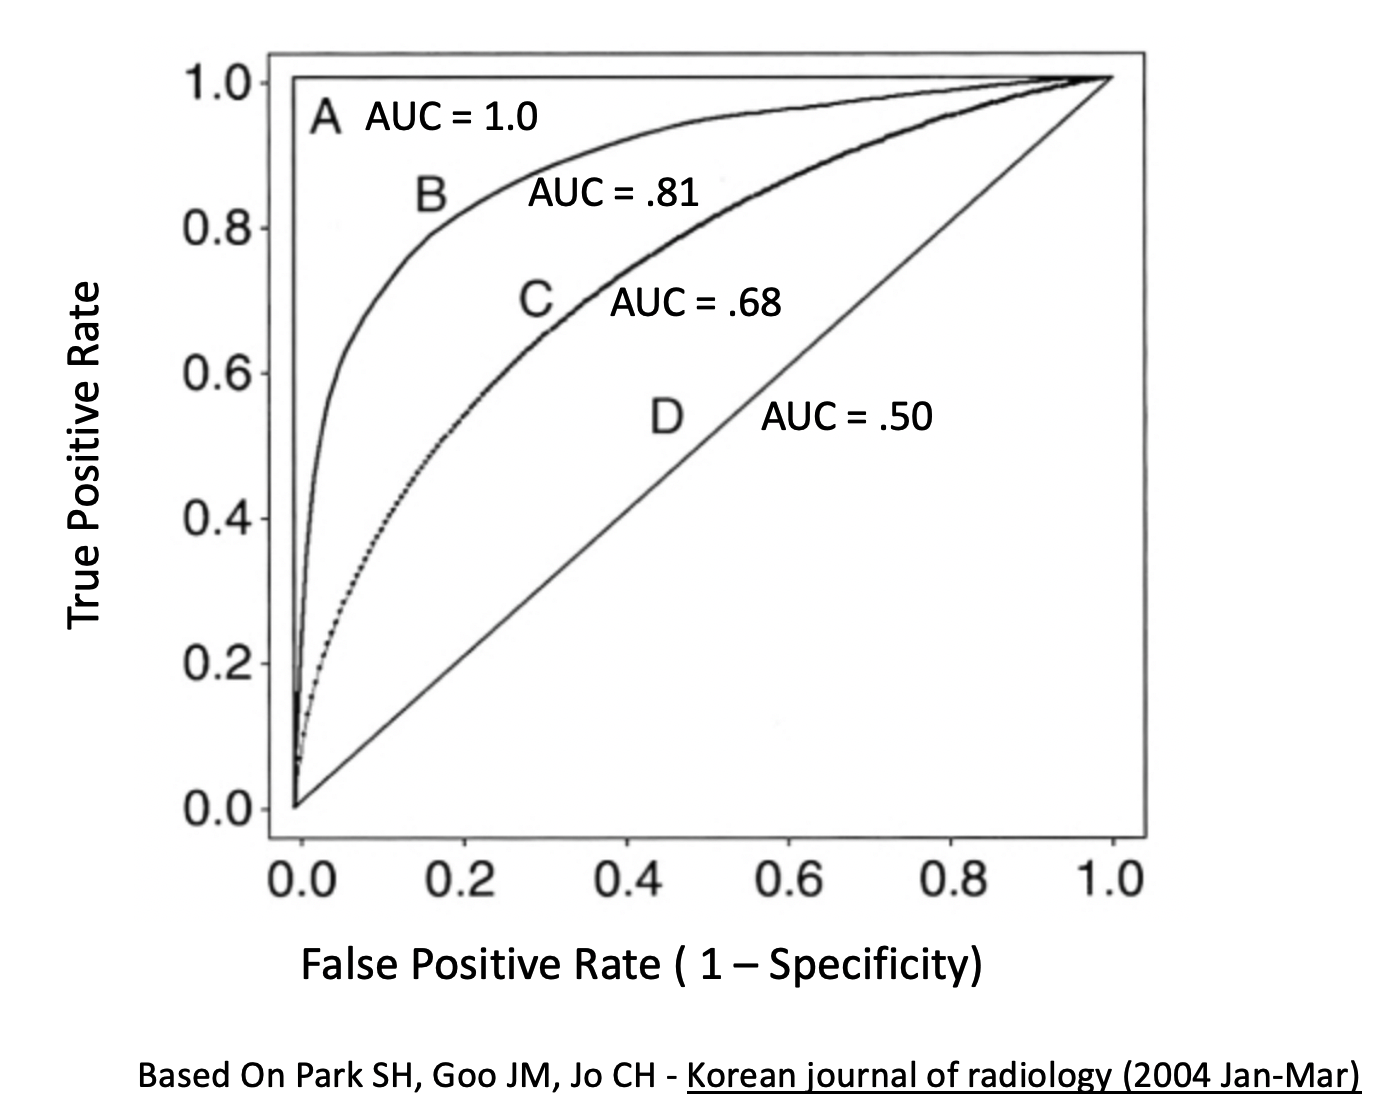 1.0
A AUC = 1.0
B
AUC = .81
0.8
C
AUC = .68
0.6
D
AUC = .50
0.4
0.2
0.0
True Positive Rate
0.0 0.2 0.4 0.6 0.8 1.0
False Positive Rate ( 1 – Specificity)
Based On Park SH, Goo JM, Jo CH - Korean journal of radiology (2004 Jan-Mar)